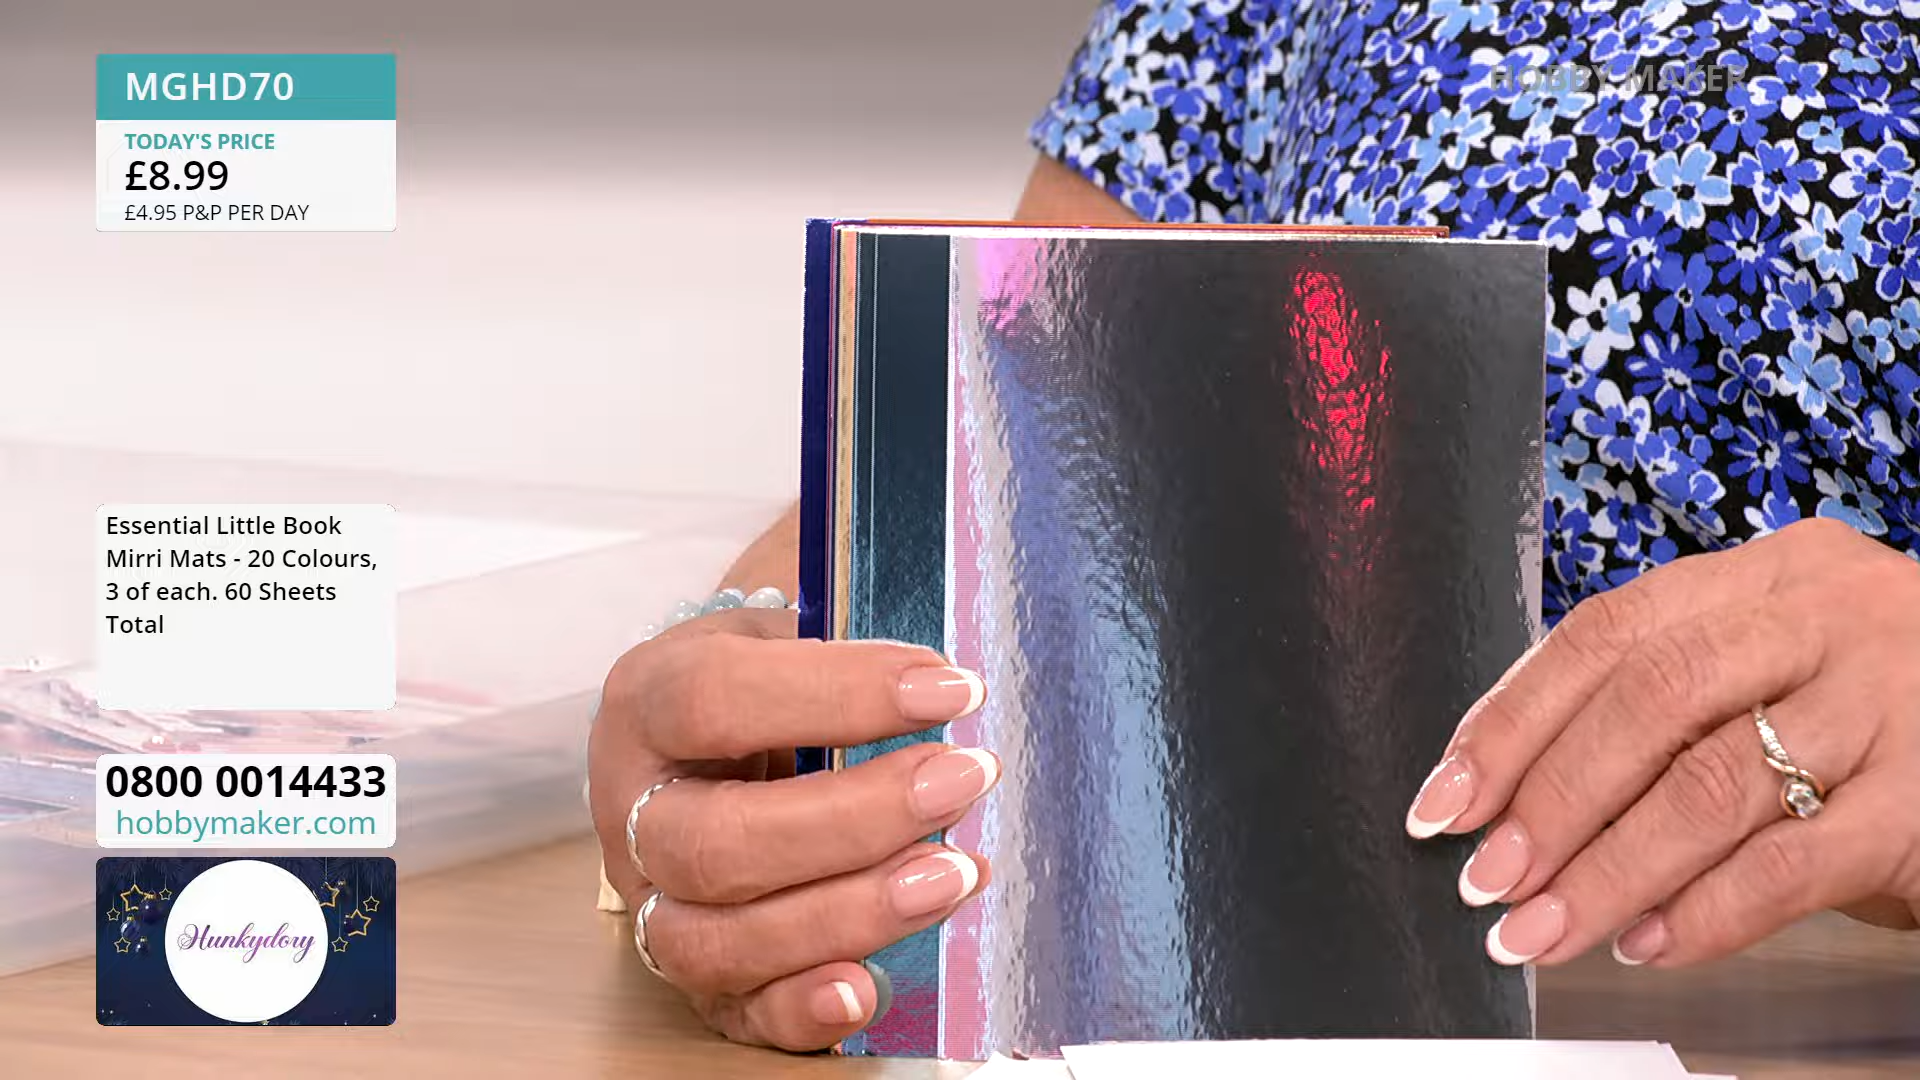 MGHD70
TODAY'S PRICE
£8.99
£4.95 P&P PER DAY
HOBBY MAKER
Essential Little Book
Mirri Mats - 20 Colours,
3 of each. 60 Sheets
Total
0800 0014433
hobbymaker.com
Hunkydory